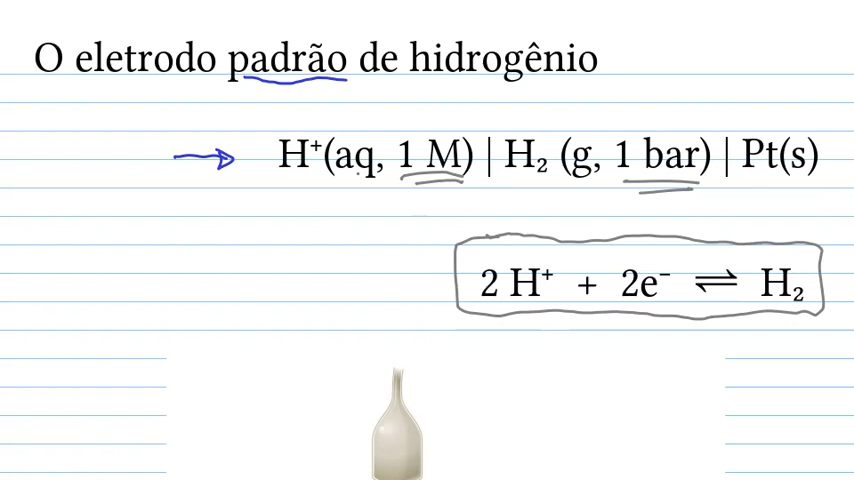 O eletrodo padrão de hidrogênio
H⁺(aq, 1 M) | H₂ (g, 1 bar) | Pt(s)
2 H⁺ + 2e⁻ ⇌ H₂